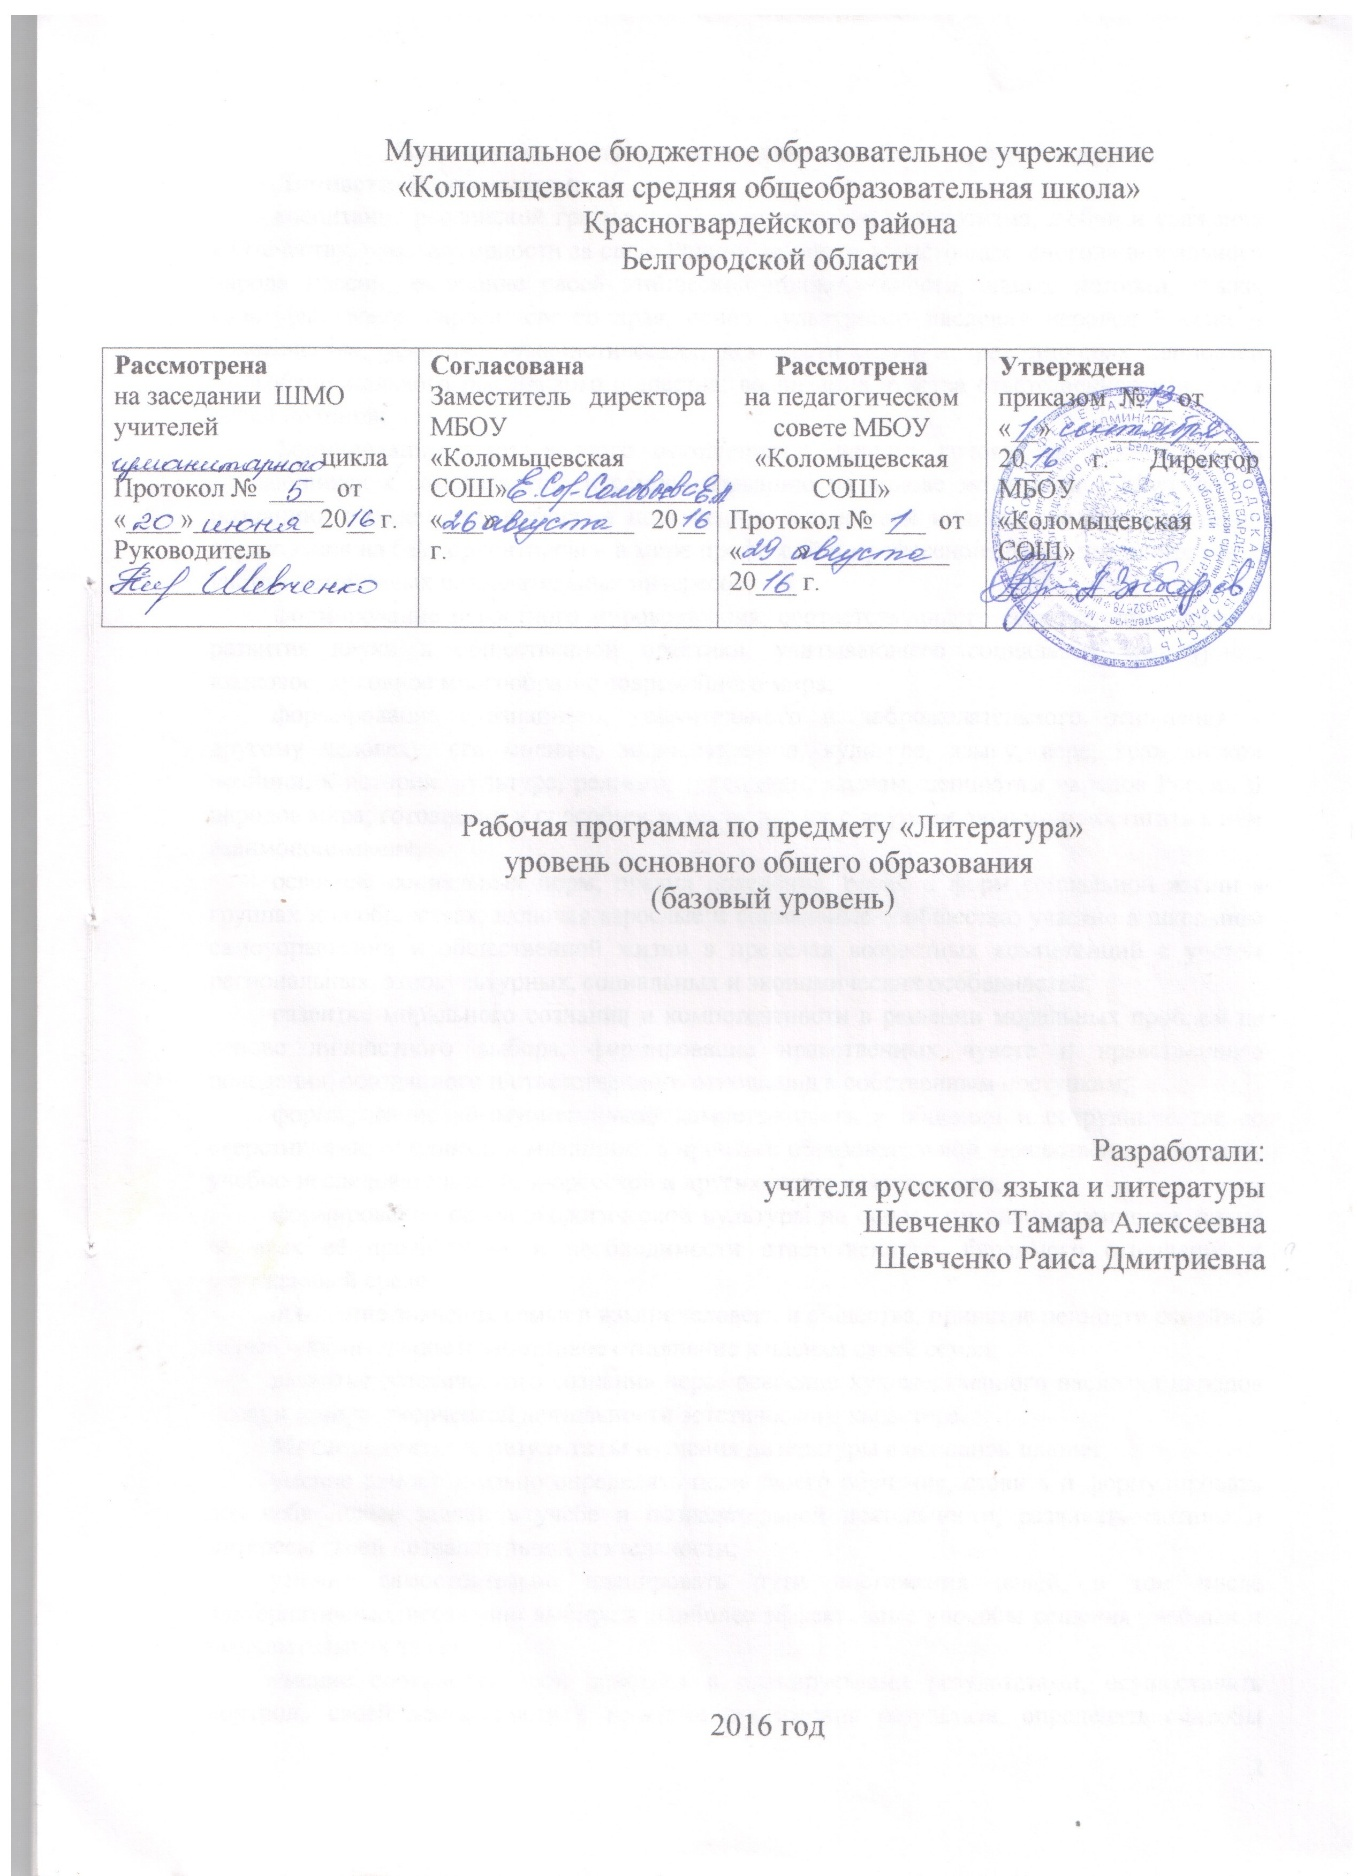 Муниципальное бюджетное образовательное учреждение
«Коломыцевская средняя общеобразовательная школа»
Красногвардейского района
Белгородской области
Рассмотрена
на заседании ШМО
учителей
гуманитарного цикла
Протокол № 5 от
«20» июня 2016 г.
Руководитель
Шевченко
Согласована
Заместитель директора
МБОУ
«Коломыцевская
СОШ»
«26» августа 2016
г.
Рассмотрена
на педагогическом
совете МБОУ
«Коломыцевская
СОШ»
Протокол № 1 от
«29» августа
2016 г.
Утверждена
приказом № 13 от
«1» сентября
2016 г. Директор
МБОУ
«Коломыцевская
СОШ»
Рабочая программа по предмету «Литература»
уровень основного общего образования
(базовый уровень)
Разработали:
учителя русского языка и литературы
Шевченко Тамара Алексеевна
Шевченко Раиса Дмитриевна
2016 год